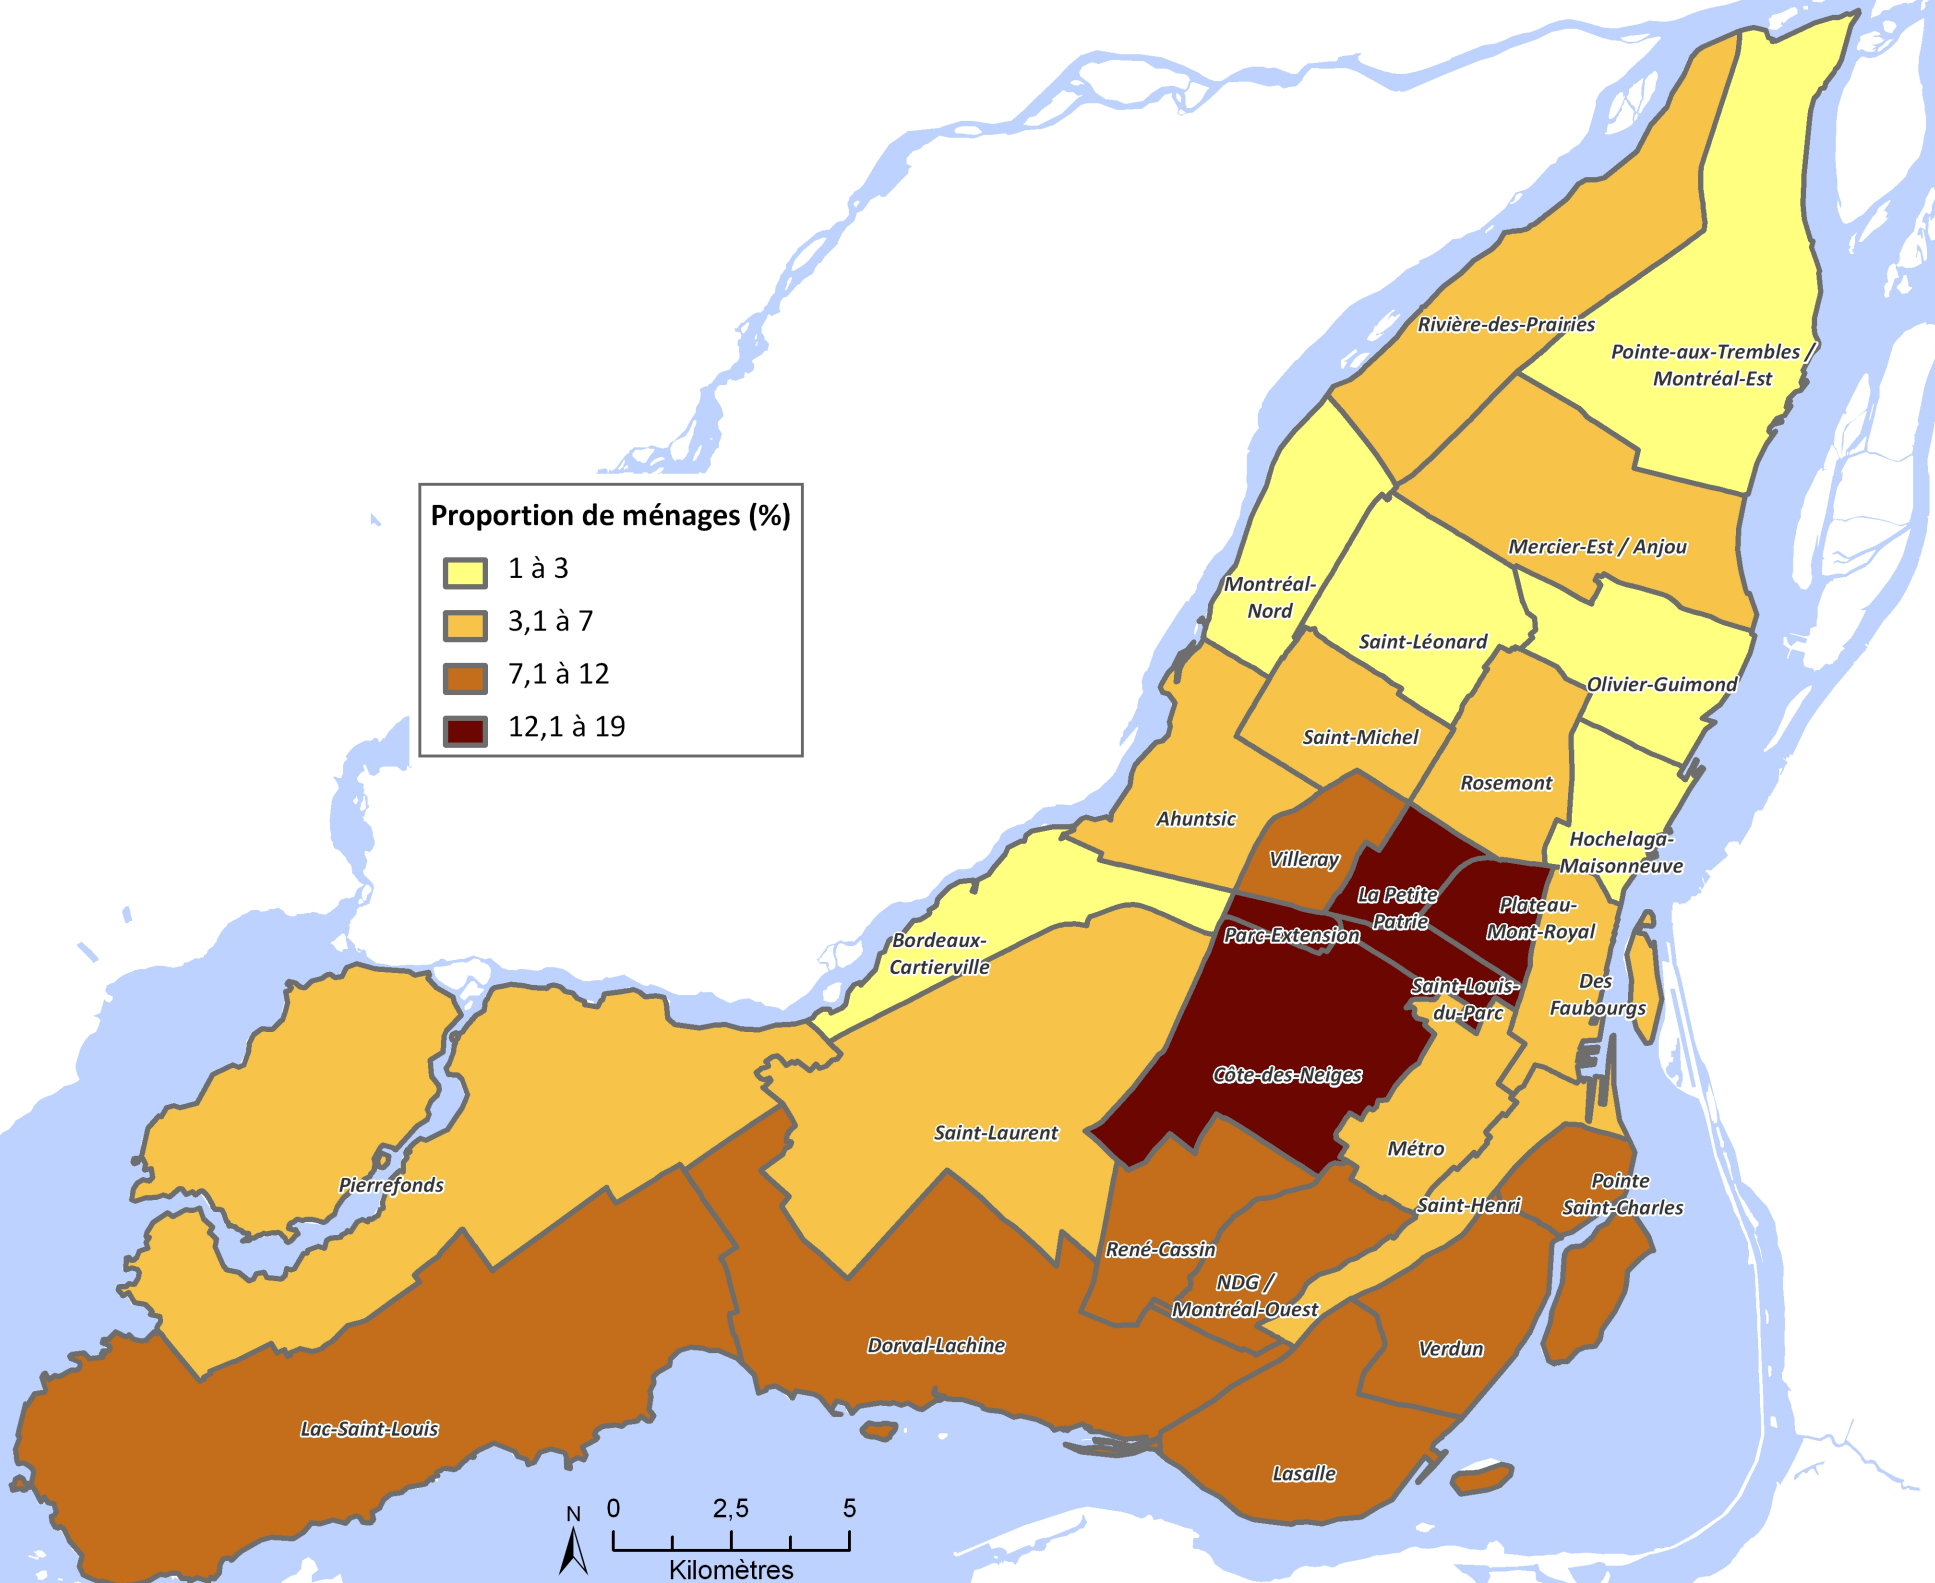 Rivière-des-Prairies
Pointe-aux-Trembles /
Montréal-Est
Proportion de ménages (%)
1 à 3
3,1 à 7
7,1 à 12
12,1 à 19
Mercier-Est / Anjou
Montréal-
Nord
Saint-Léonard
Olivier-Guimond
Saint-Michel
Rosemont
Ahuntsic
Villeray
Hochelaga-
Maisonneuve
La Petite
Patrie
Plateau-
Mont-Royal
Parc-Extension
Bordeaux-
Cartierville
Saint-Louis-
du-Parc
Des
Faubourgs
Côte-des-Neiges
Saint-Laurent
Métro
Pierrefonds
Saint-Henri
Pointe
Saint-Charles
René-Cassin
NDG /
Montréal-Ouest
Dorval-Lachine
Verdun
Lac-Saint-Louis
Lasalle
N
0 2,5 5
Kilomètres